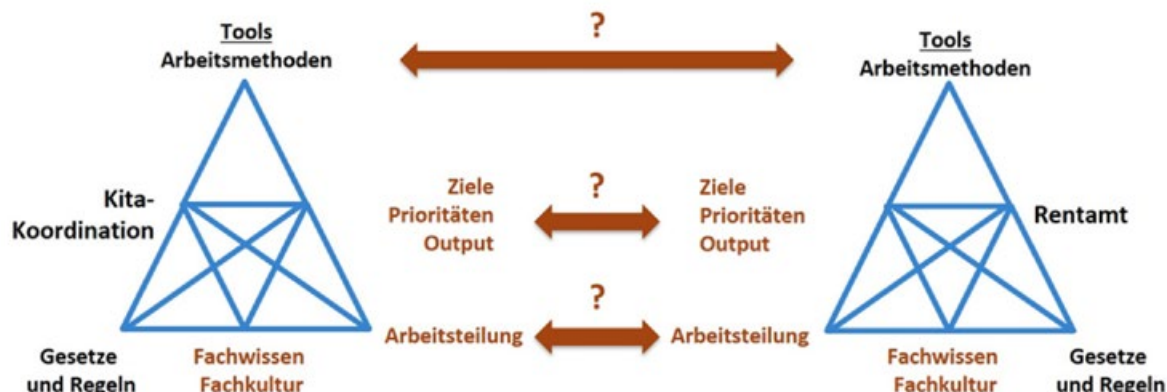 ?
Tools
Arbeitsmethoden
Tools
Arbeitsmethoden
Kita-
Koordination
Ziele
Prioritäten
Output
?
Ziele
Prioritäten
Output
Rentamt
?
Arbeitsteilung
Arbeitsteilung
Gesetze
und Regeln
Fachwissen
Fachkultur
Fachwissen
Fachkultur
Gesetze
und Regeln